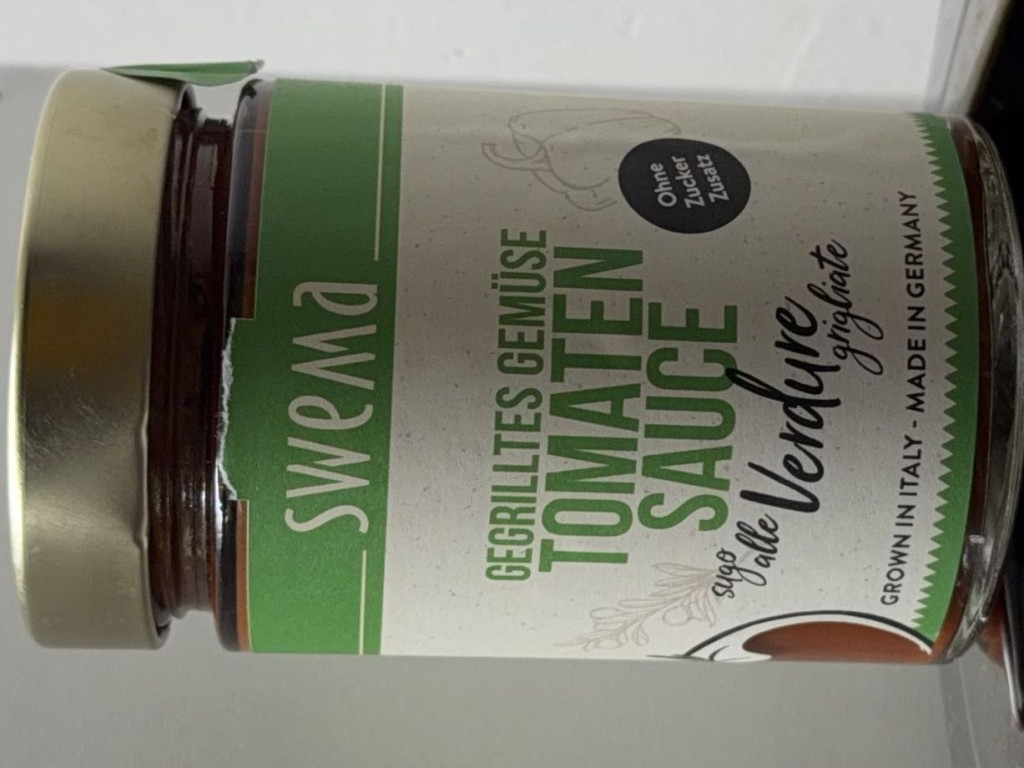 swema
GEGRILLTES GEMÜSE
TOMATEN
SAUCE
sugo
alle Verdure
grigliate
Ohne
Zucker
Zusatz
GROWN IN ITALY - MADE IN GERMANY